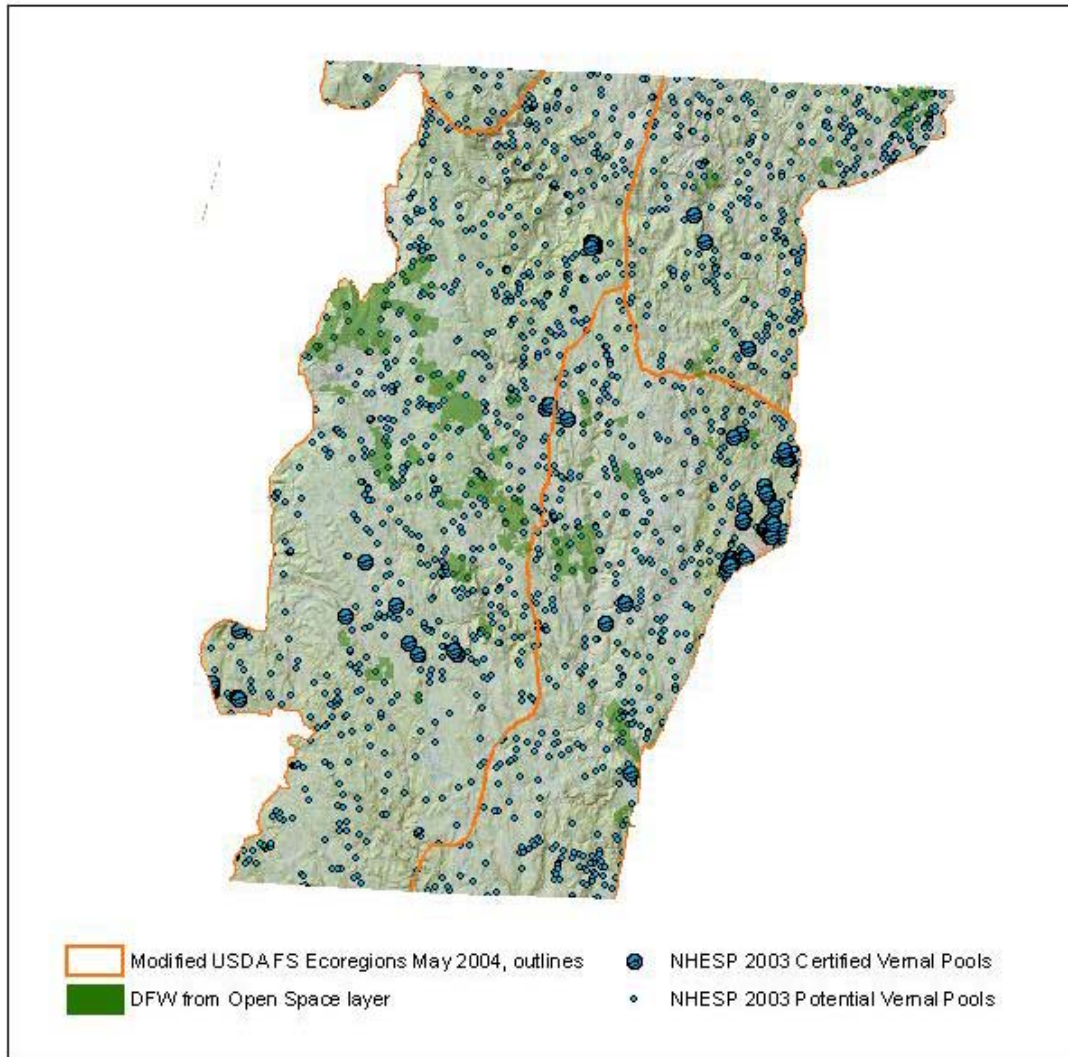 Modified USDA FS Ecoregions May 2004, outlines
DFW from Open Space layer
NHESP 2003 Certified Vernal Pools
NHESP 2003 Potential Vernal Pools